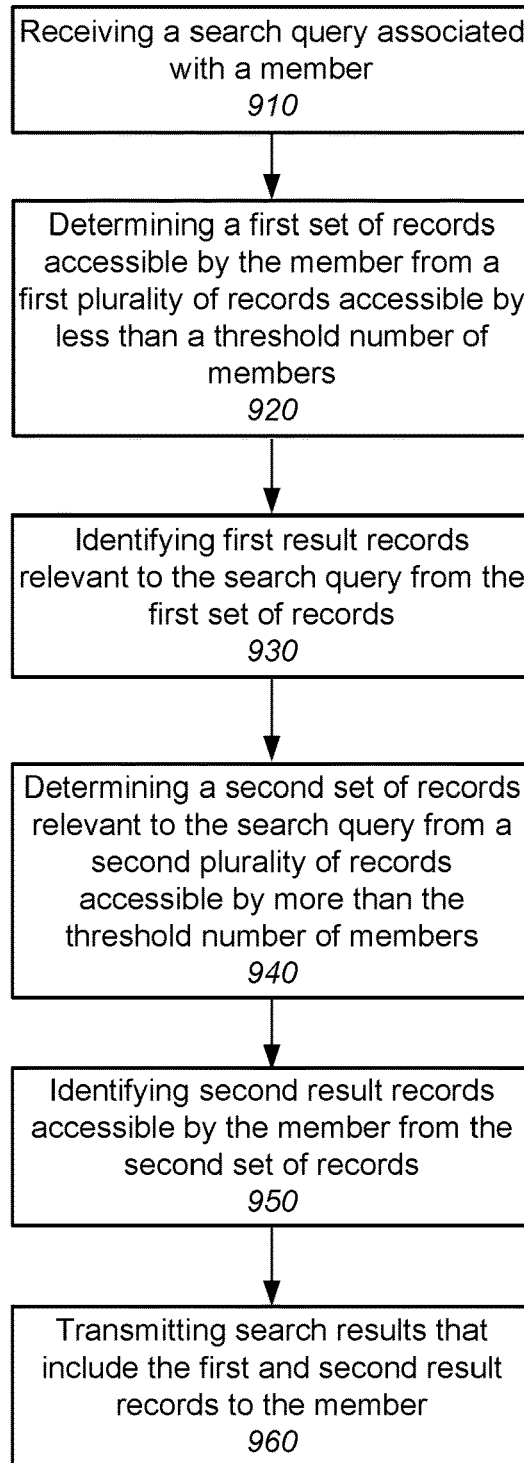 Receiving a search query associated
with a member
910
Determining a first set of records
accessible by the member from a
first plurality of records accessible by
less than a threshold number of
members
920
Identifying first result records
relevant to the search query from the
first set of records
930
Determining a second set of records
relevant to the search query from a
second plurality of records
accessible by more than the
threshold number of members
940
Identifying second result records
accessible by the member from the
second set of records
950
Transmitting search results that
include the first and second result
records to the member
960